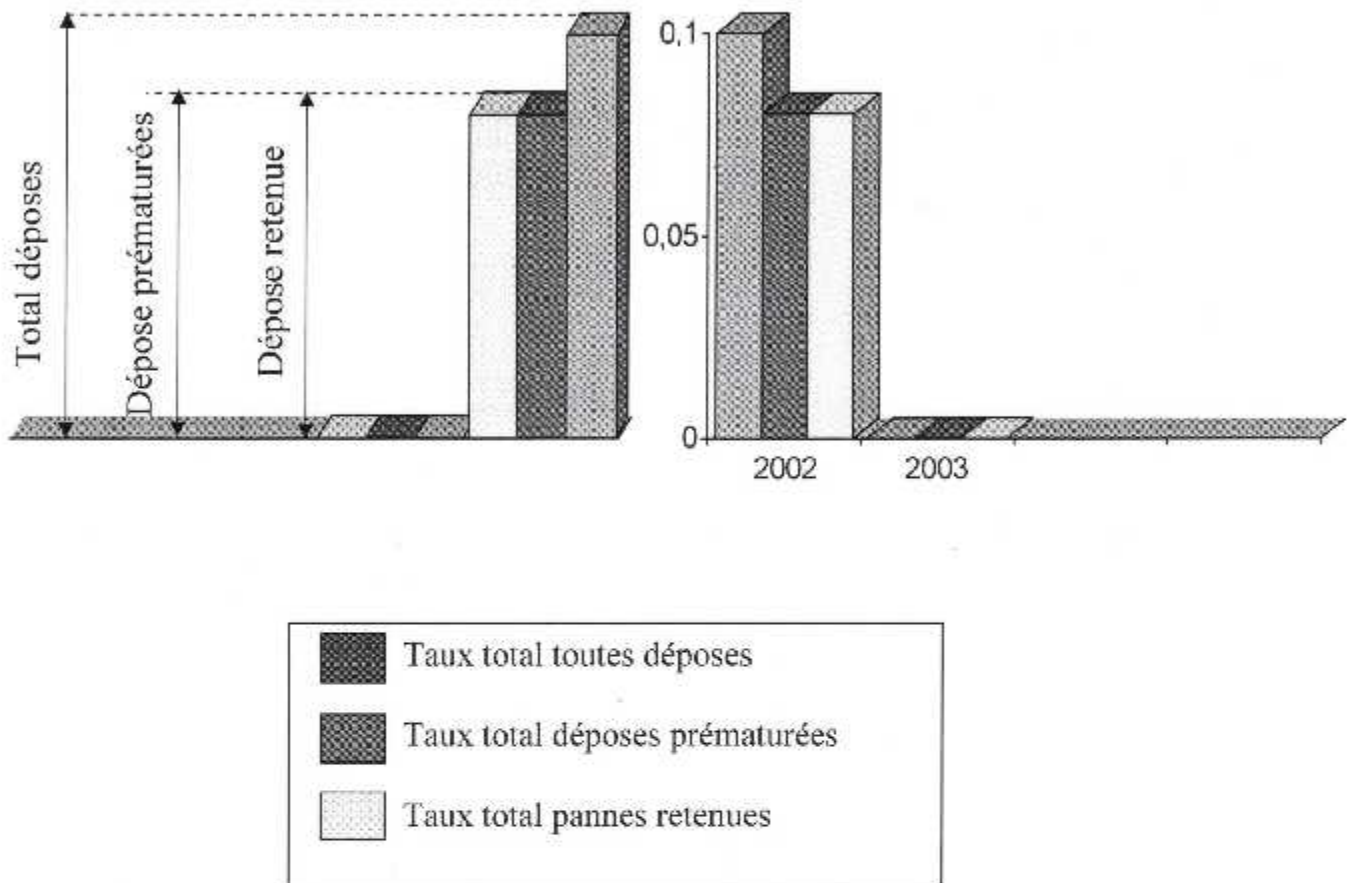 Total déposes
Dépose prématurées
Dépose retenue
0,1
0,05
0
2002
2003
Taux total toutes déposes
Taux total déposes prématurées
Taux total pannes retenues